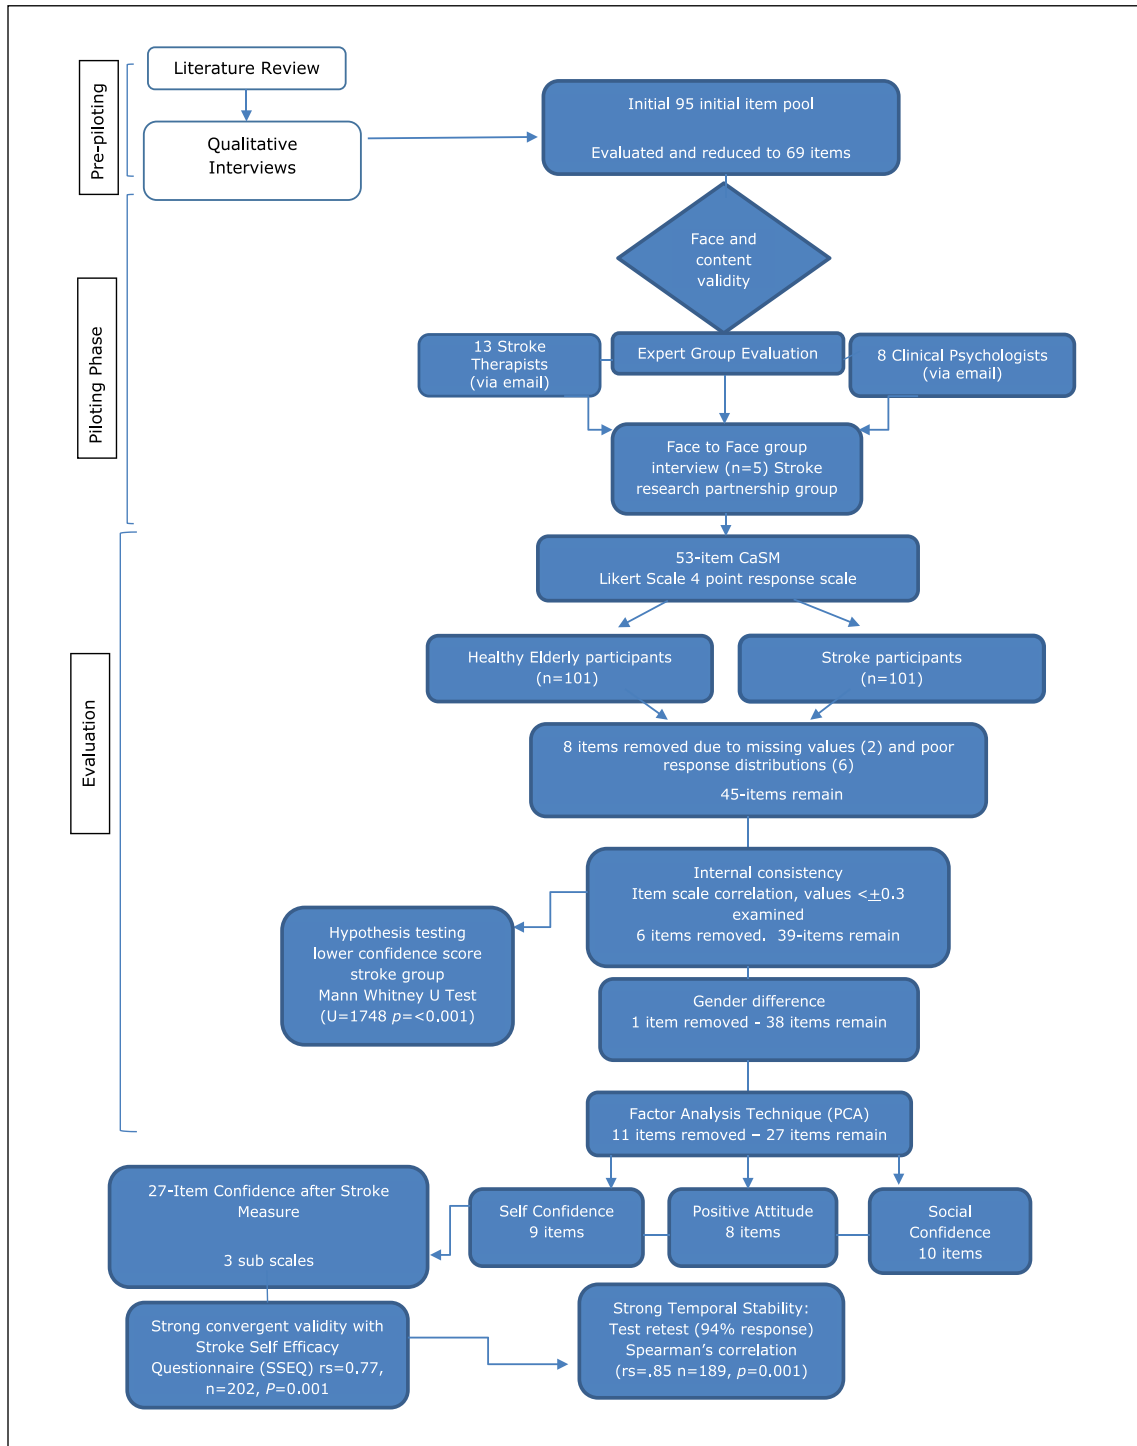 Pre-piloting
Literature Review
Qualitative
Interviews
Initial 95 initial item pool
Evaluated and reduced to 69 items
Piloting Phase
Face and
content
validity
13 Stroke
Therapists
(via email)
Expert Group Evaluation
8 Clinical Psychologists
(via email)
Face to Face group
interview (n=5) Stroke
research partnership group
Evaluation
53-item CaSM
Likert Scale 4 point response scale
Healthy Elderly participants
(n=101)
Stroke participants
(n=101)
8 items removed due to missing values (2) and poor
response distributions (6)
45-items remain
Internal consistency
Item scale correlation, values <±0.3
examined
6 items removed. 39-items remain
Hypothesis testing
lower confidence score
stroke group
Mann Whitney U Test
(U=1748 p=<0.001)
Gender difference
1 item removed – 38 items remain
Factor Analysis Technique (PCA)
11 items removed – 27 items remain
Self Confidence
9 items
Positive Attitude
8 items
Social
Confidence
10 items
27-Item Confidence after Stroke
Measure
3 sub scales
Strong convergent validity with
Stroke Self Efficacy
Questionnaire (SSEQ) rs=0.77,
n=202, P=0.001
Strong Temporal Stability:
Test retest (94% response)
Spearman's correlation
(rs=.85 n=189, p=0.001)